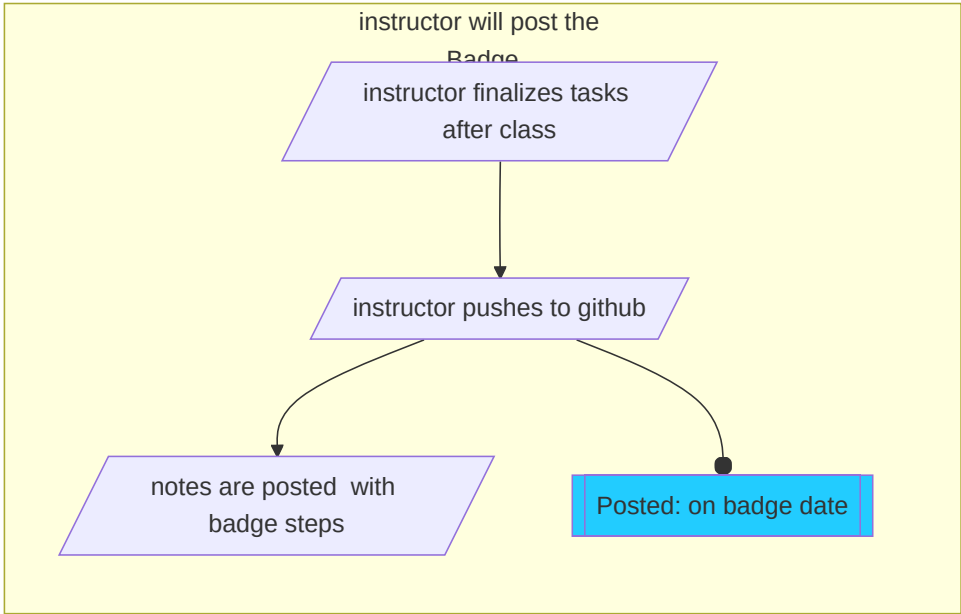 instructor will post the
Badge
instructor finalizes tasks
after class
instructor pushes to github
notes are posted  with
badge steps
Posted: on badge date